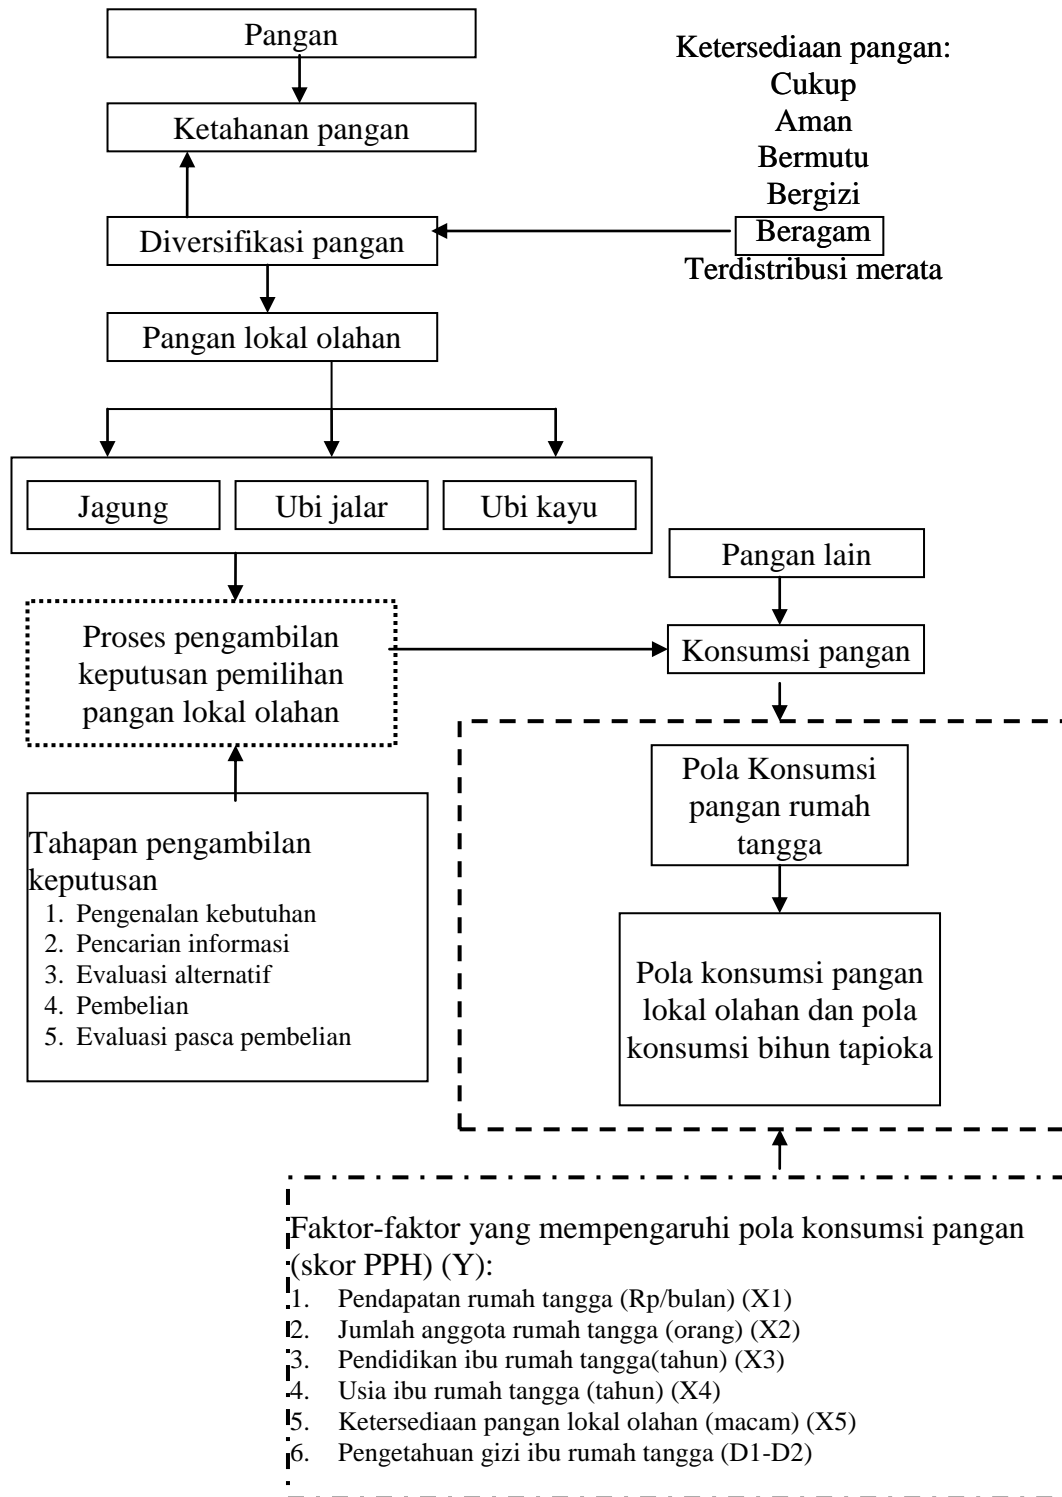 Pangan
Ketersediaan pangan:
Cukup
Aman
Bermutu
Bergizi
Beragam
Terdistribusi merata
Ketahanan pangan
Diversifikasi pangan
Pangan lokal olahan
Jagung
Ubi jalar
Ubi kayu
Pangan lain
Proses pengambilan
keputusan pemilihan
pangan lokal olahan
Konsumsi pangan
Tahapan pengambilan
keputusan
1. Pengenalan kebutuhan
2. Pencarian informasi
3. Evaluasi alternatif
4. Pembelian
5. Evaluasi pasca pembelian
Pola Konsumsi
pangan rumah
tangga
Pola konsumsi pangan
lokal olahan dan pola
konsumsi bihun tapioka
Faktor-faktor yang mempengaruhi pola konsumsi pangan
(skor PPH) (Y):
1. Pendapatan rumah tangga (Rp/bulan) (X1)
2. Jumlah anggota rumah tangga (orang) (X2)
3. Pendidikan ibu rumah tangga(tahun) (X3)
4. Usia ibu rumah tangga (tahun) (X4)
5. Ketersediaan pangan lokal olahan (macam) (X5)
6. Pengetahuan gizi ibu rumah tangga (D1-D2)